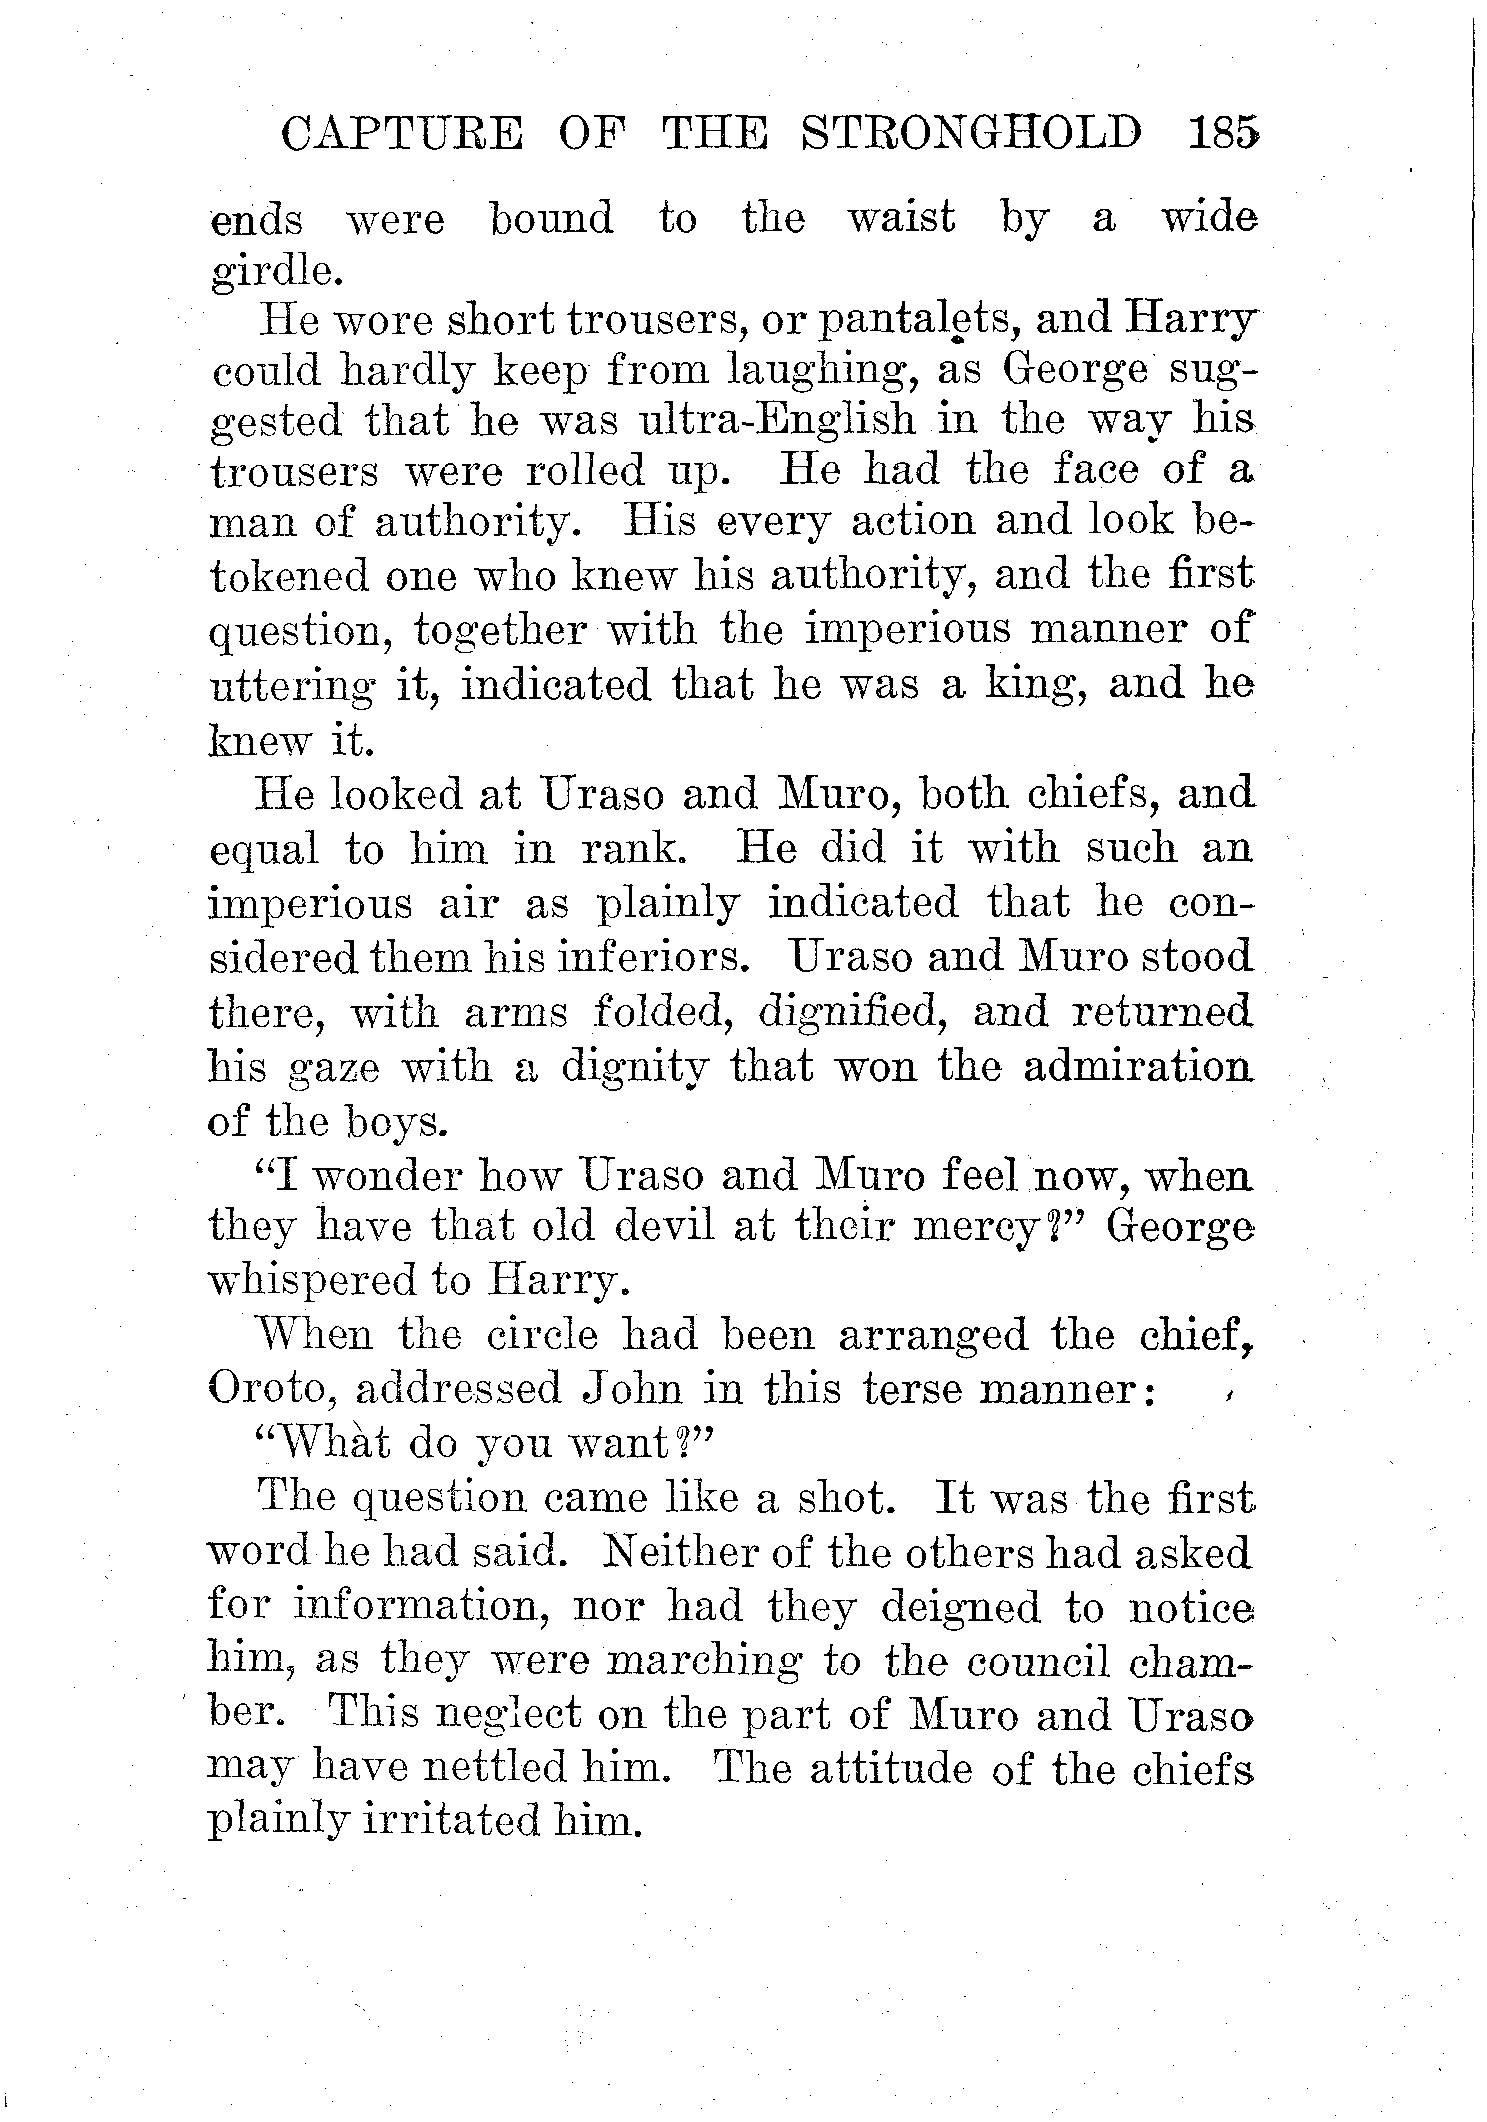 CAPTURE OF THE STRONGHOLD 185
ends were bound to the waist by a wide
girdle.
He wore short trousers, or pantalets, and Harry
could hardly keep from laughing, as George sug-
gested that he was ultra-English in the way his
trousers were rolled up. He had the face of a
man of authority. His every action and look be-
tokened one who knew his authority, and the first
question, together with the imperious manner of
uttering it, indicated that he was a king, and he
knew it.
He looked at Uraso and Muro, both chiefs, and
equal to him in rank. He did it with such an
imperious air as plainly indicated that he con-
sidered them his inferiors. Uraso and Muro stood
there, with arms folded, dignified, and returned
his gaze with a dignity that won the admiration
of the boys.
“I wonder how Uraso and Muro feel now, when
they have that old devil at their mercy?” George
whispered to Harry.
When the circle had been arranged the chief,
Oroto, addressed John in this terse manner:
“What do you want?”
The question came like a shot. It was the first
word he had said. Neither of the others had asked
for information, nor had they deigned to notice
him, as they were marching to the council cham-
ber. This neglect on the part of Muro and Uraso
may have nettled him. The attitude of the chiefs
plainly irritated him.